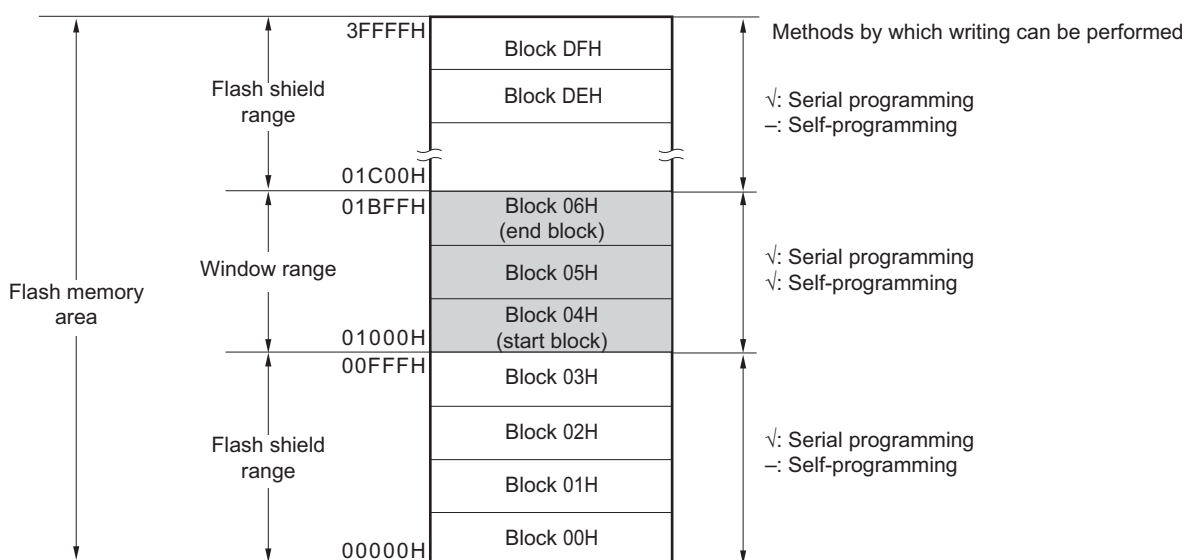 3FFFFH
Methods by which writing can be performed
Block DFH
Flash shield
range
Block DEH
√: Serial programming
–: Self-programming
01C00H
01BFFH
Block 06H
(end block)
Window range
Block 05H
√: Serial programming
√: Self-programming
Flash memory
area
Block 04H
(start block)
01000H
00FFFH
Block 03H
Flash shield
range
Block 02H
√: Serial programming
–: Self-programming
Block 01H
Block 00H
00000H